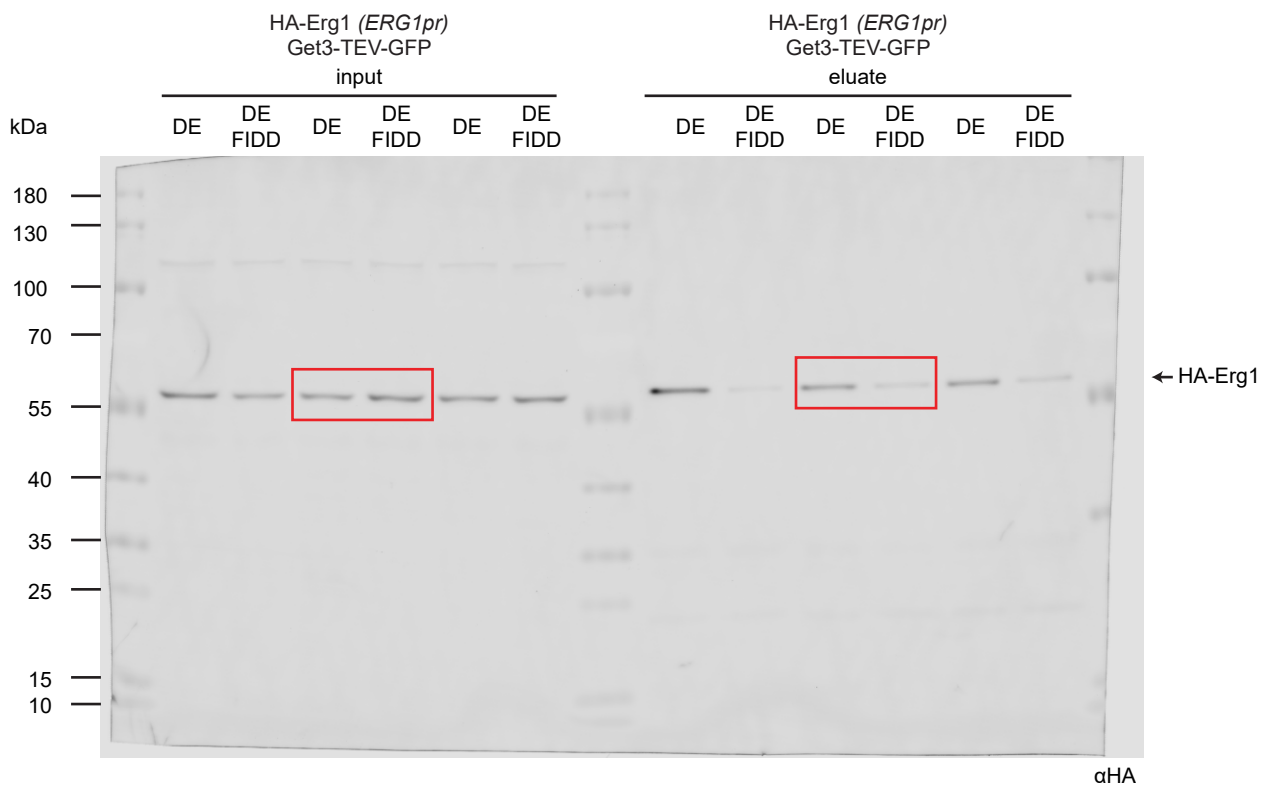 HA-Erg1 (ERG1pr)
Get3-TEV-GFP
input
HA-Erg1 (ERG1pr)
Get3-TEV-GFP
eluate
kDa
DE
DE
FIDD
DE
DE
FIDD
DE
DE
FIDD
DE
DE
FIDD
DE
DE
FIDD
DE
DE
FIDD
180
130
100
70
55
40
35
25
15
10
HA-Erg1
αHA